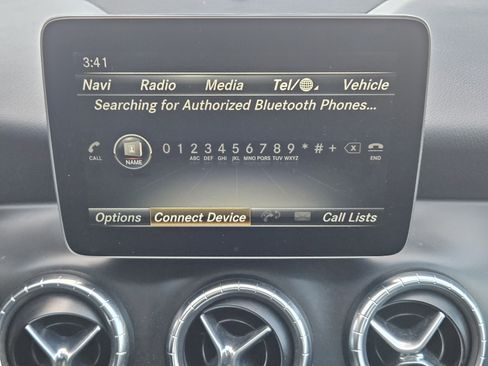 3:41
Navi Radio Media Tel/ Vehicle
Searching for Authorized Bluetooth Phones...
0 1 2 3 4 5 6 7 8 9 * # +
CALL NAME ABC DEF GHI JKL MNO PQRS TUV WXYZ END
Options Connect Device Call Lists